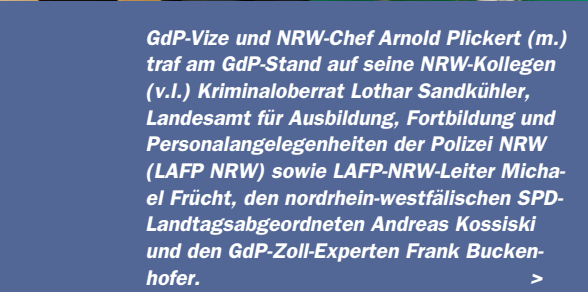 GdP-Vize und NRW-Chef Arnold Plickert (m.)
traf am GdP-Stand auf seine NRW-Kollegen
(v.l.) Kriminaloberrat Lothar Sandkühler,
Landesamt für Ausbildung, Fortbildung und
Personalangelegenheiten der Polizei NRW
(LAFP NRW) sowie LAFP-NRW-Leiter Micha-
el Frücht, den nordrhein-westfälischen SPD-
Landtagsabgeordneten Andreas Kossiski
und den GdP-Zoll-Experten Frank Bucken-
hofer. >